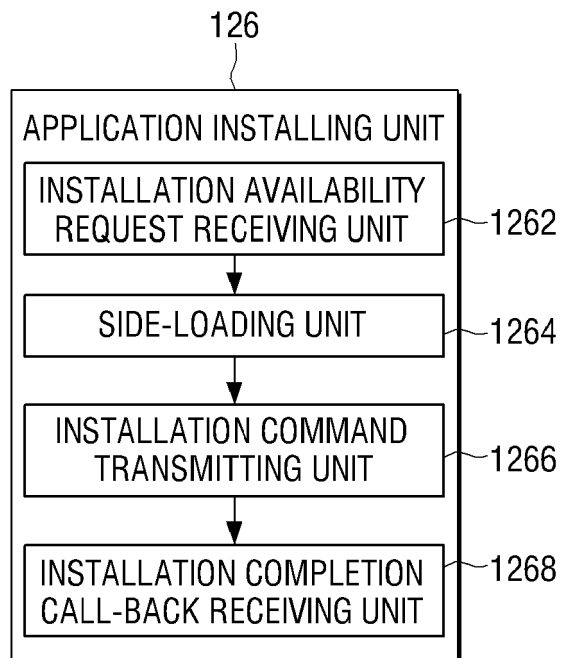 126
APPLICATION INSTALLING UNIT
INSTALLATION AVAILABILITY
REQUEST RECEIVING UNIT
1262
SIDE-LOADING UNIT
1264
INSTALLATION COMMAND
TRANSMITTING UNIT
1266
INSTALLATION COMPLETION
CALL-BACK RECEIVING UNIT
1268